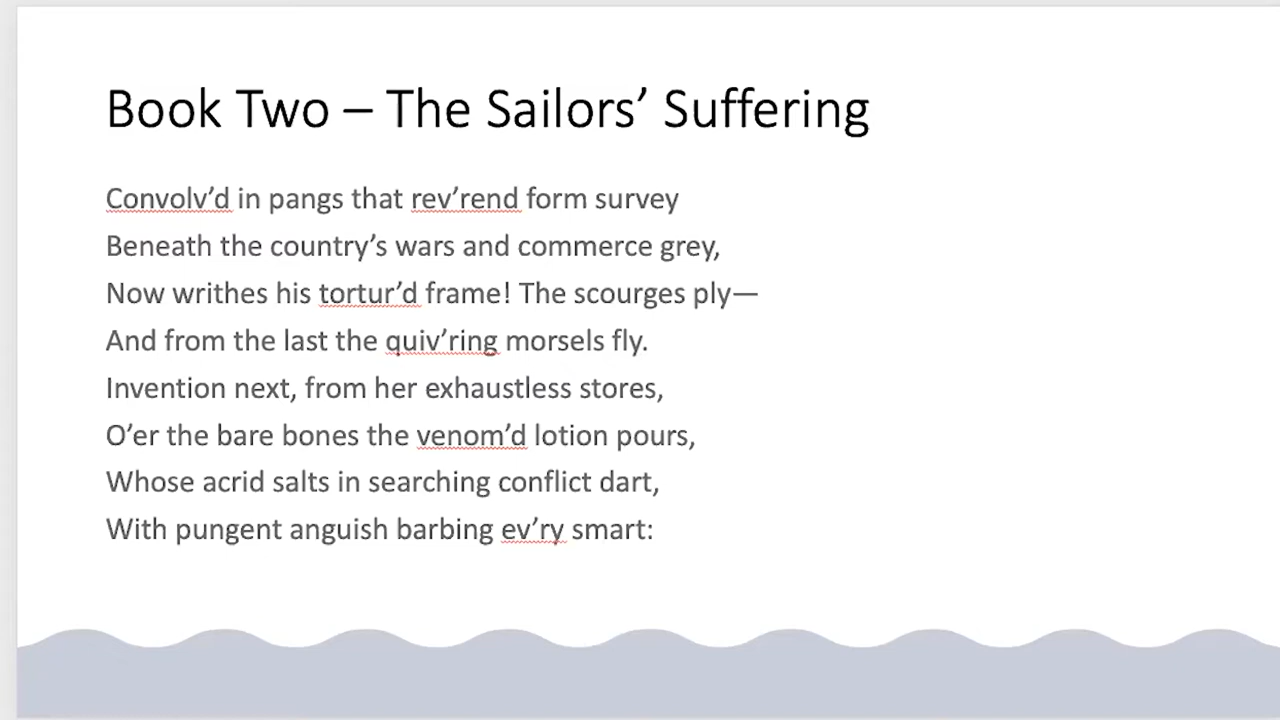 Book Two – The Sailors’ Suffering
Convolv’d in pangs that rev’rend form survey
Beneath the country’s wars and commerce grey,
Now writhes his tortur’d frame! The scourges ply—
And from the last the quiv’ring morsels fly.
Invention next, from her exhaustless stores,
O’er the bare bones the venom’d lotion pours,
Whose acrid salts in searching conflict dart,
With pungent anguish barbing ev’ry smart: